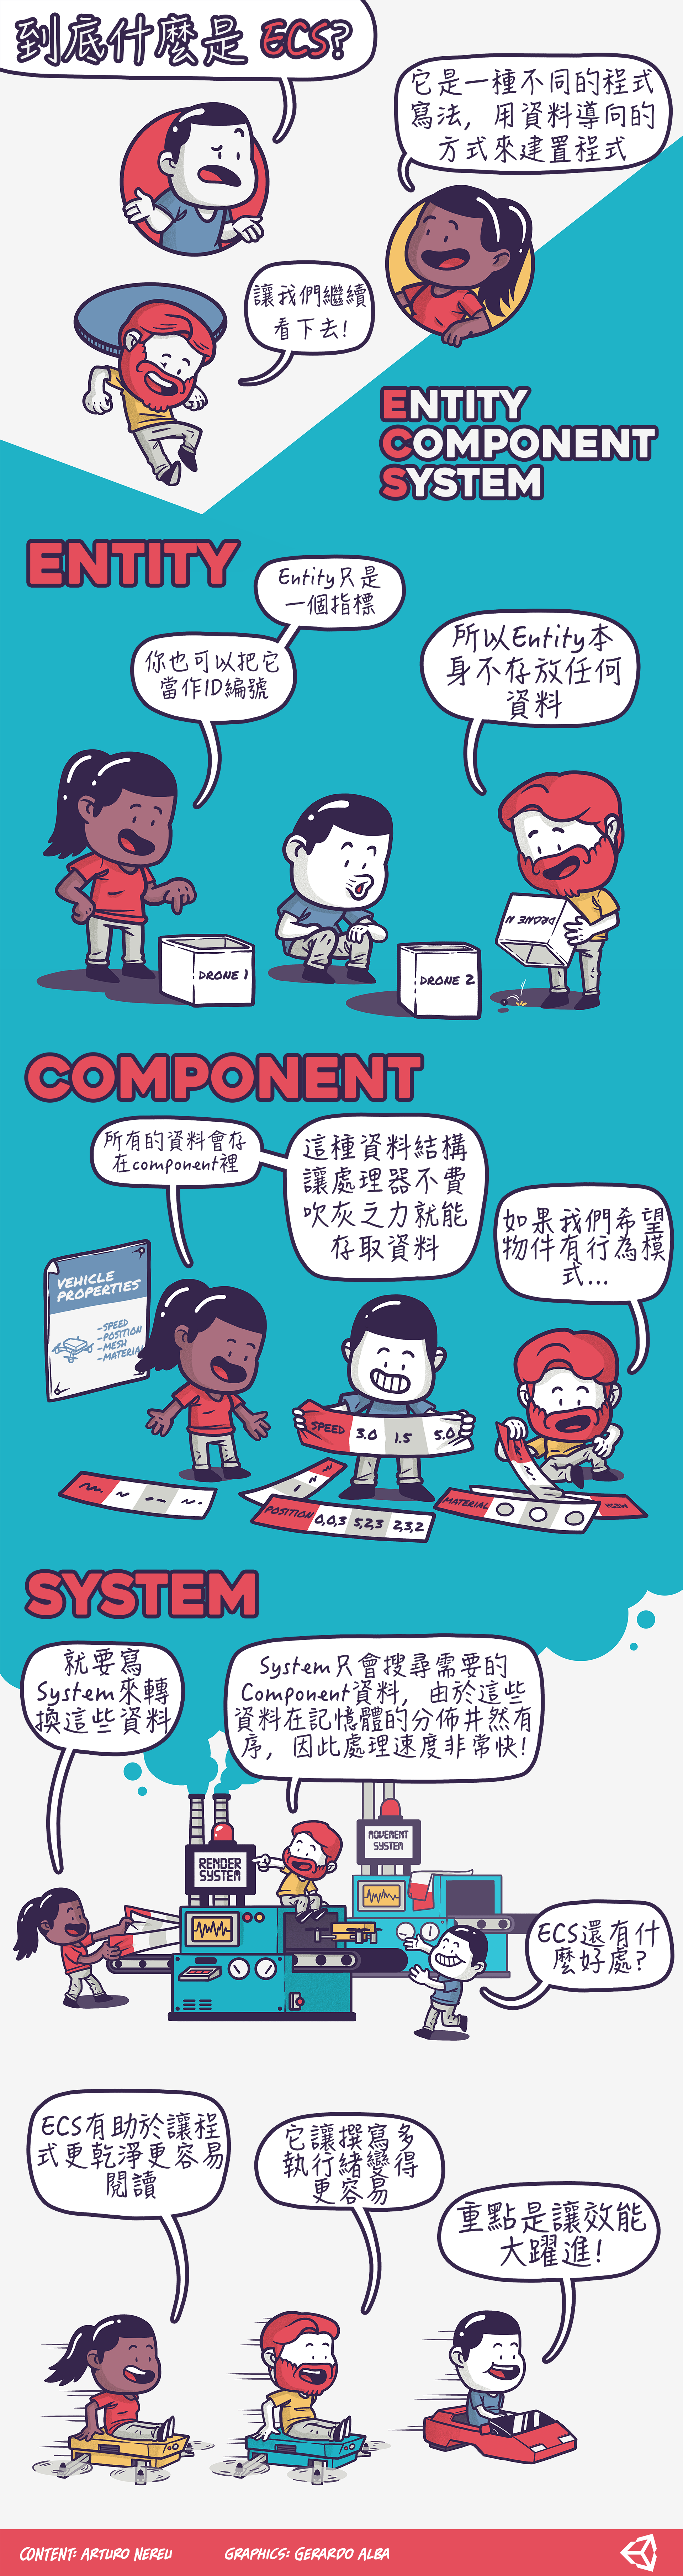 到底什麼是 ECS?
它是一種不同的程式
寫法，用資料導向的
方式來建置程式
讓我們繼續
看下去!
ENTITY
COMPONENT
SYSTEM
ENTITY
Entity只是
一個指標
你也可以把它
當作ID編號
所以Entity本
身不存放任何
資料
DRONE 1
DRONE 2
DRONE N
COMPONENT
所有的資料會存
在component裡
這種資料結構
讓處理器不費
吹灰之力就能
存取資料
如果我們希望
物件有行為模
式...
VEHICLE
PROPERTIES
-SPEED
-POSITION
-MESH
-MATERIAL
SPEED 3.0 1.5 5.0
POSITION 0,0,3 5,2,3 2,3,2
MATERIAL
MESH
SYSTEM
就要寫
System來轉
換這些資料
System只會搜尋需要的
Component資料，由於這些
資料在記憶體的分佈井然有
序，因此處理速度非常快!
RENDER
SYSTEM
MOVEMENT
SYSTEM
ECS還有什
麼好處?
ECS有助於讓程
式更乾淨更容易
閱讀
它讓撰寫多
執行緒變得
更容易
重點是讓效能
大躍進!
CONTENT: ARTURO NEREU
GRAPHICS: GERARDO ALBA